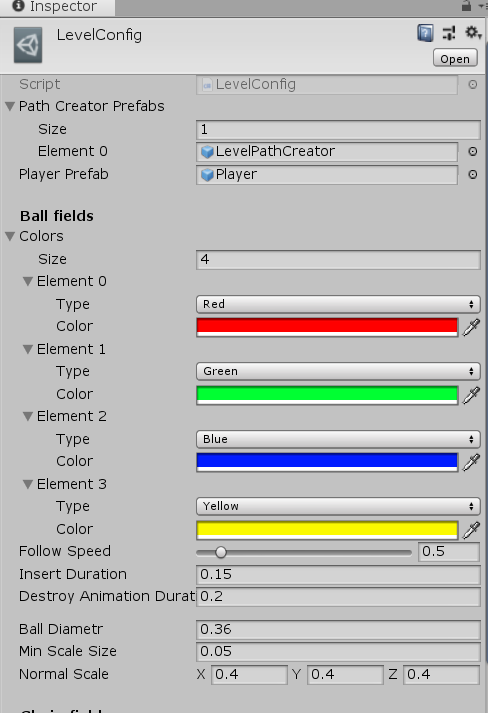 Inspector
LevelConfig
Open
Script LevelConfig
Path Creator Prefabs
Size 1
Element 0 LevelPathCreator
Player Prefab Player
Ball fields
Colors
Size 4
Element 0
Type Red
Color
Element 1
Type Green
Color
Element 2
Type Blue
Color
Element 3
Type Yellow
Color
Follow Speed 0.5
Insert Duration 0.15
Destroy Animation Durat 0.2
Ball Diametr 0.36
Min Scale Size 0.05
Normal Scale X 0.4 Y 0.4 Z 0.4